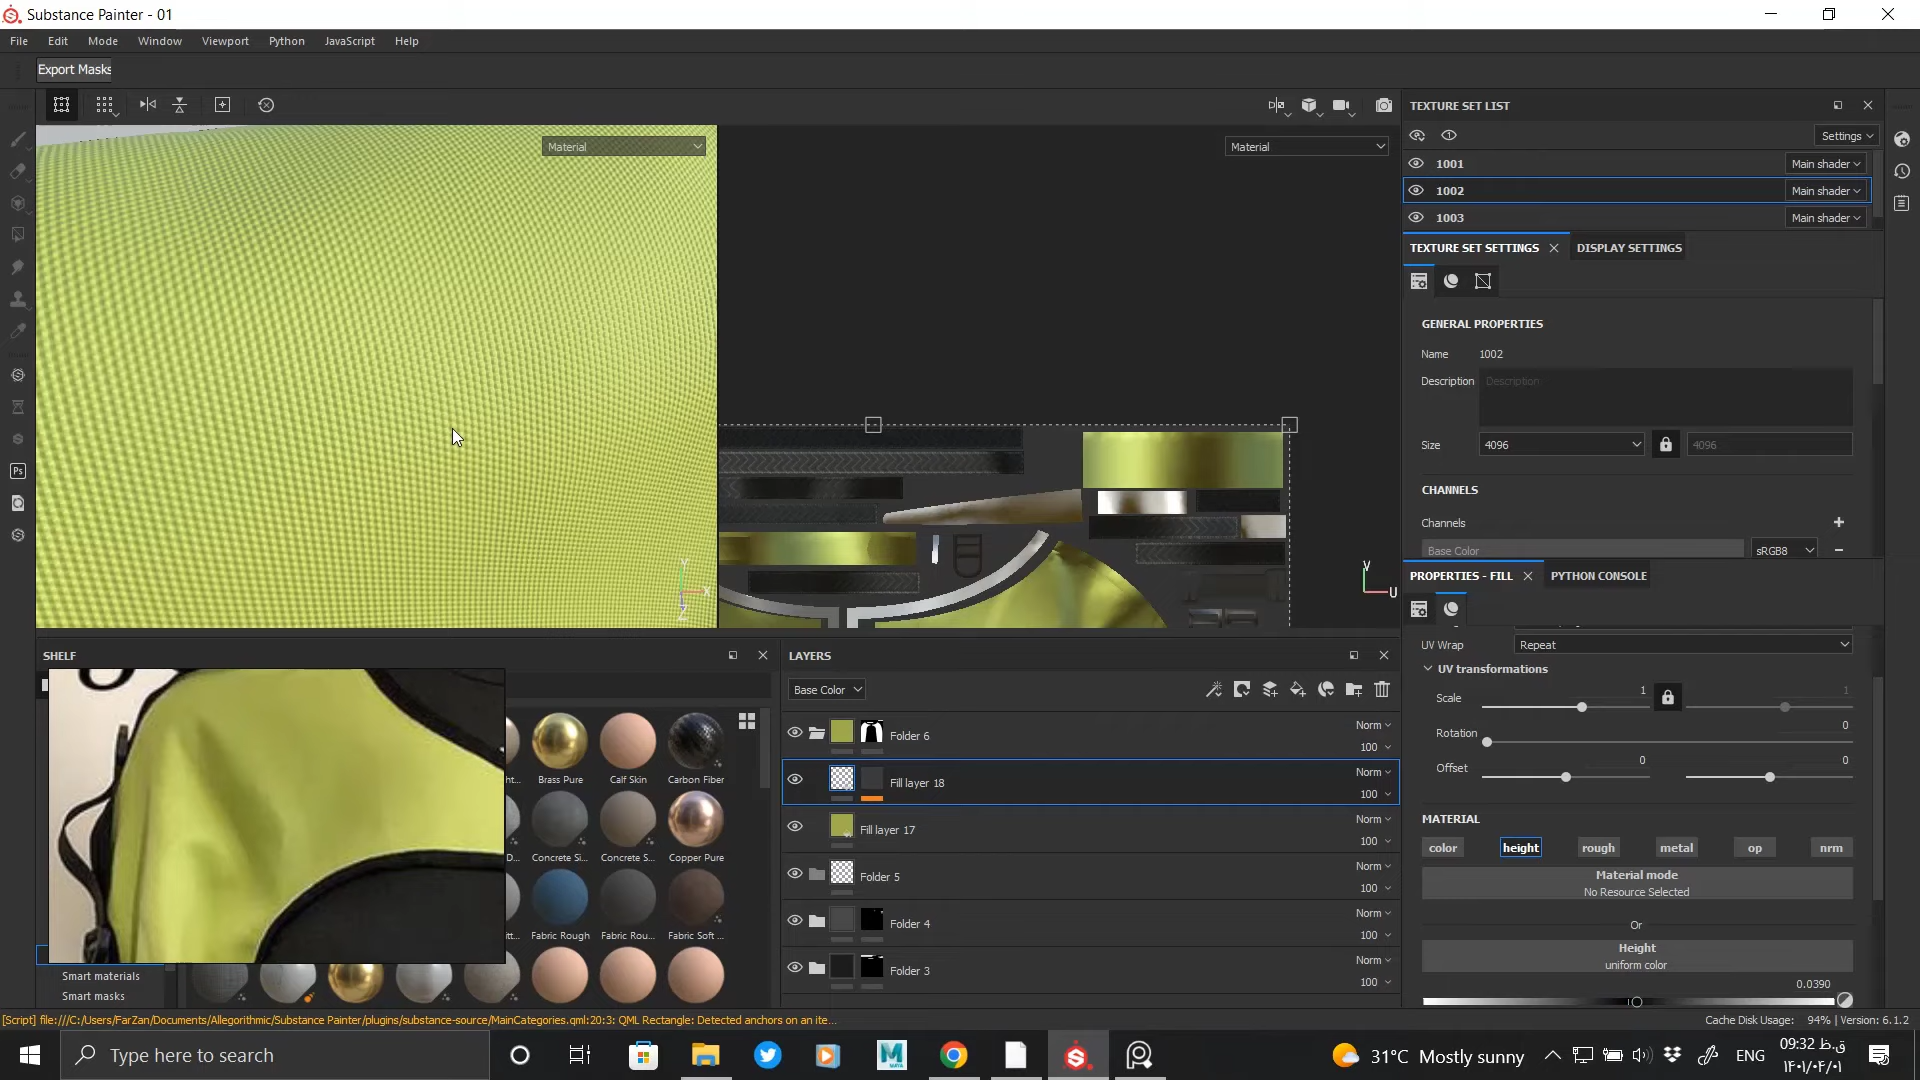 Substance Painter - 01
File Edit Mode Window Viewport Python JavaScript Help
Export Masks
Material
Material
TEXTURE SET LIST
Settings
1001 Main shader
1002 Main shader
1003 Main shader
TEXTURE SET SETTINGS DISPLAY SETTINGS
GENERAL PROPERTIES
Name 1002
Description Description
Size 4096 4096
CHANNELS
Channels
Base Color sRGB8
PROPERTIES - FILL PYTHON CONSOLE
UV Wrap Repeat
UV transformations
Scale 1 1
Rotation 0
Offset 0 0
MATERIAL
color height rough metal op nrm
Material mode
No Resource Selected
Or
Height
uniform color
0.0390
SHELF
Brass Pure Calf Skin Carbon Fiber
Concrete Si... Concrete S... Copper Pure
Fabric Rough Fabric Rou... Fabric Soft ...
Smart materials
Smart masks
LAYERS
Base Color
Folder 6 Norm 100
Fill layer 18 Norm 100
Fill layer 17 Norm 100
Folder 5 Norm 100
Folder 4 Norm 100
Folder 3 Norm 100
Ps
V
U
Y
X
Z
[Script] file:///C:/Users/FarZan/Documents/Allegorithmic/Substance Painter/plugins/substance-source/MainCategories.qml:20:3: QML Rectangle: Detected anchors on an ite...
Cache Disk Usage: 94% | Version: 6.1.2
Type here to search
31°C Mostly sunny
ENG
09:32 ق.ظ
۱۴۰۱/۰۴/۰۱